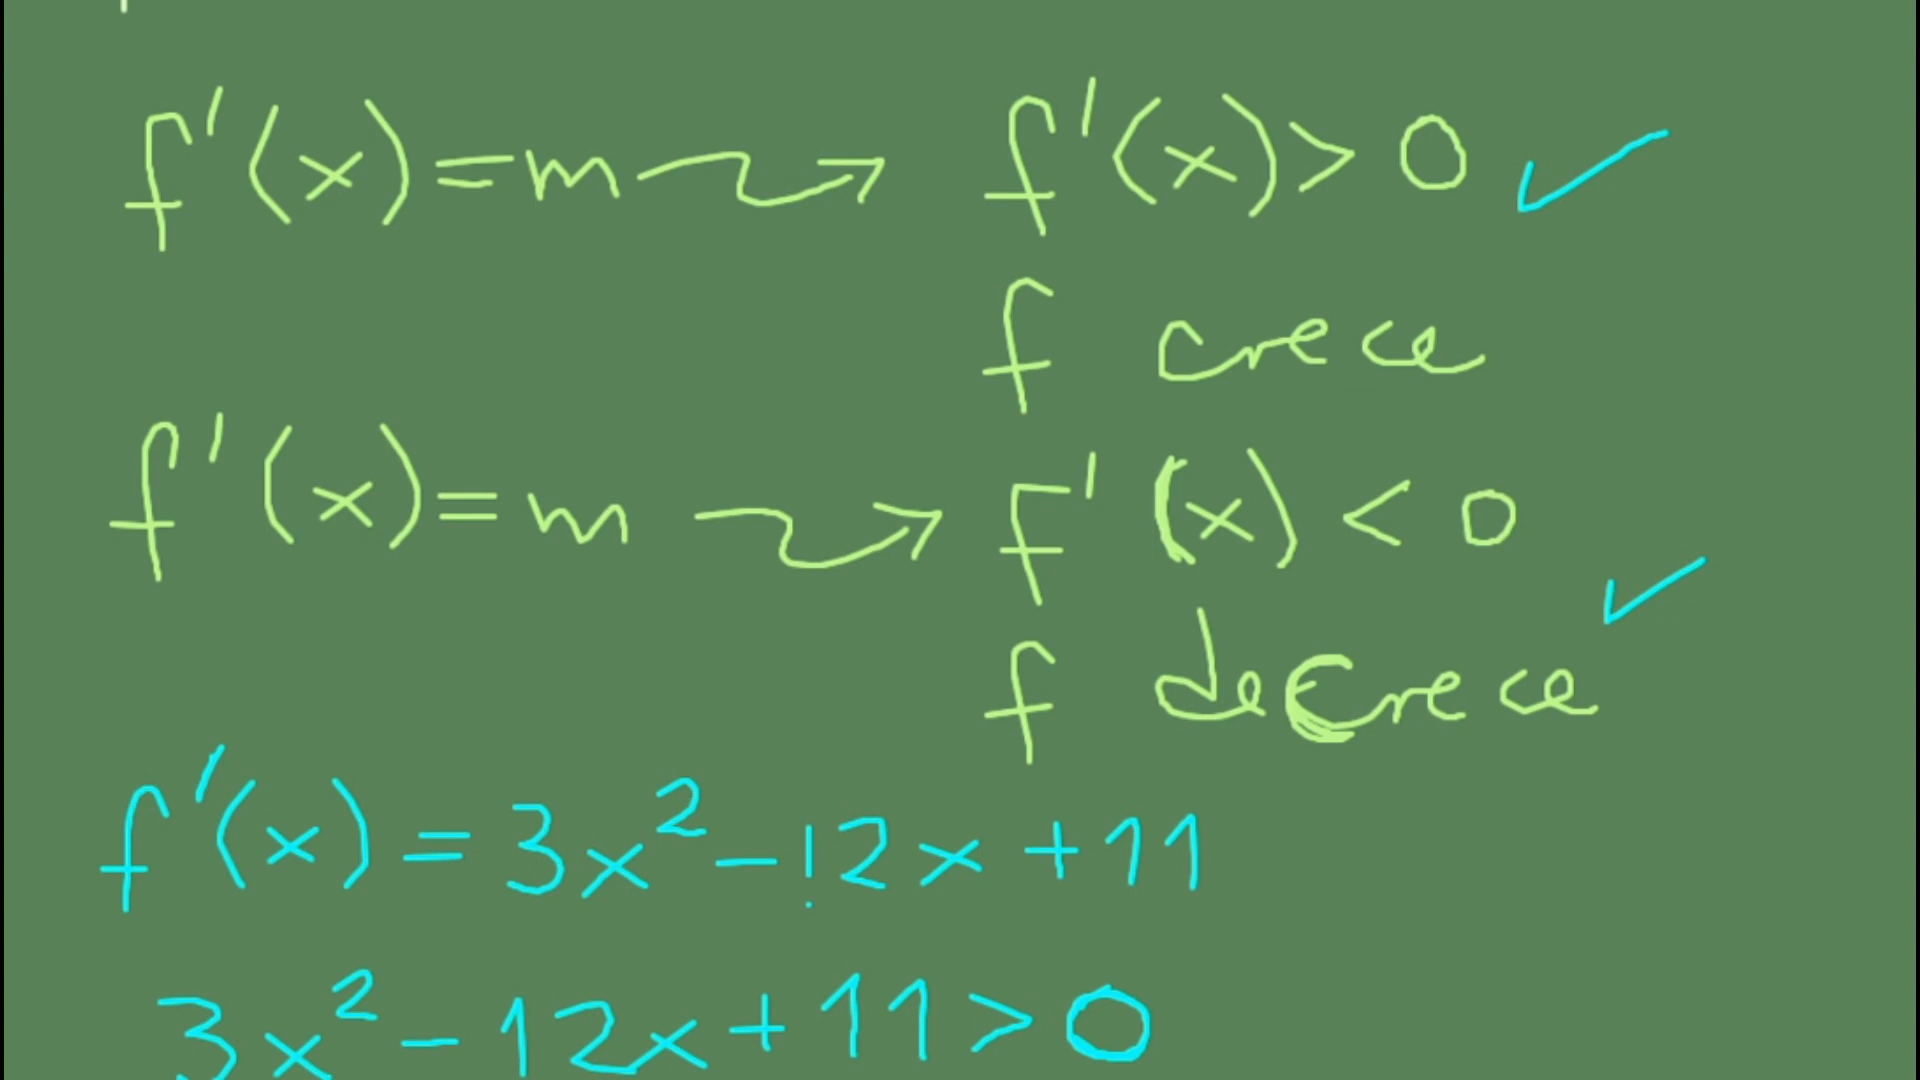 f'(x) = m ⤳ f'(x) > 0 ✓
f crece
f'(x) = m ⤳ f'(x) < 0 ✓
f decrece
f'(x) = 3x² - 12x + 11
3x² - 12x + 11 > 0